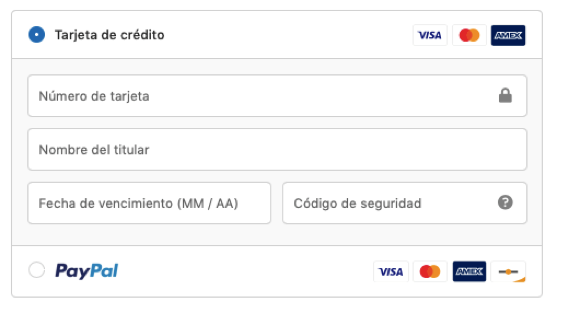 Tarjeta de crédito VISA AMEX
Número de tarjeta
Nombre del titular
Fecha de vencimiento (MM / AA) Código de seguridad ?
PayPal VISA AMEX